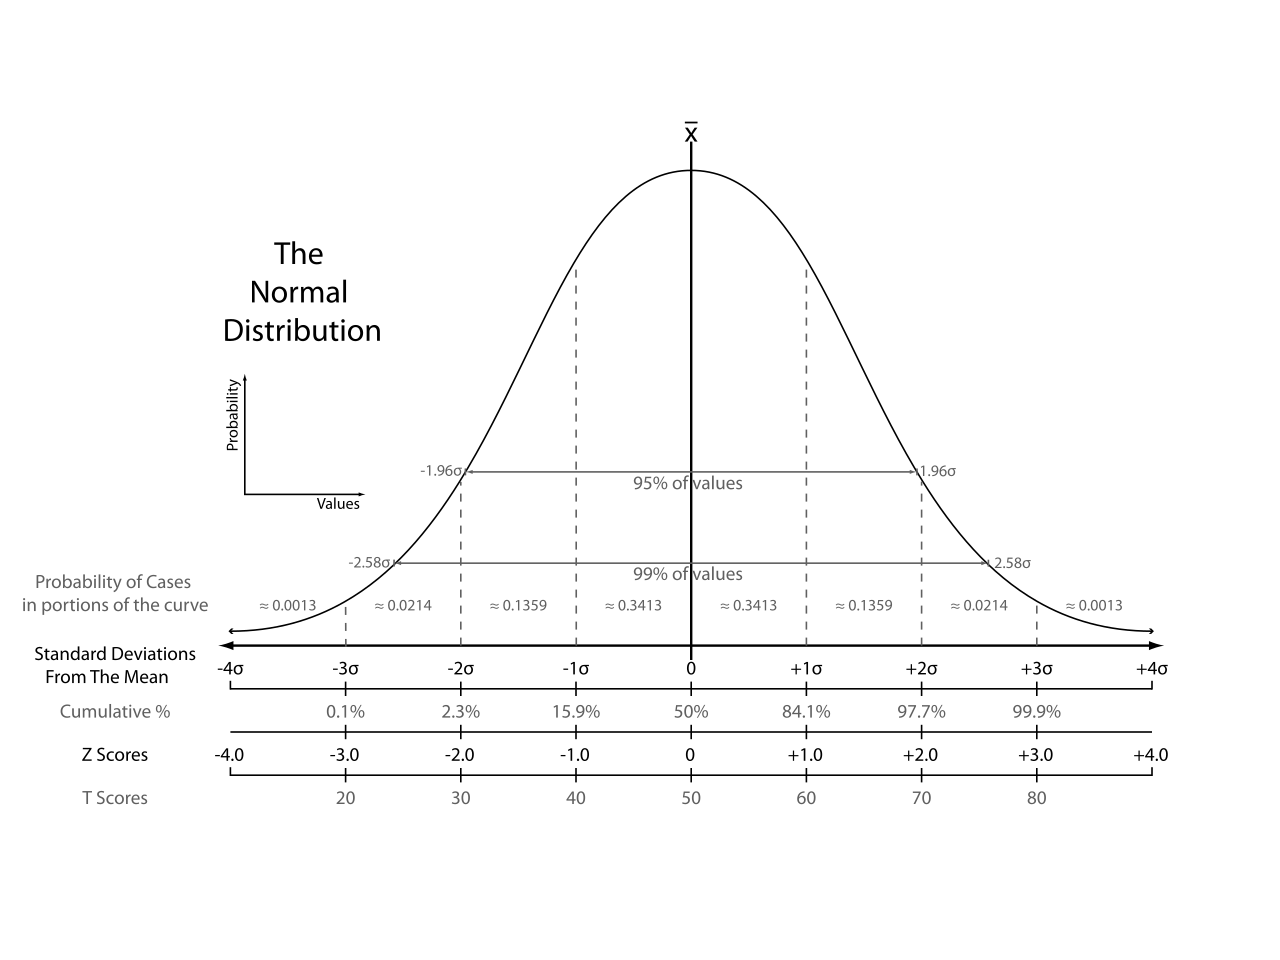 x̅
The
Normal
Distribution
Probability
Values
-1.96σ 1.96σ
95% of values
-2.58σ 2.58σ
99% of values
Probability of Cases
in portions of the curve
≈ 0.0013 ≈ 0.0214 ≈ 0.1359 ≈ 0.3413 ≈ 0.3413 ≈ 0.1359 ≈ 0.0214 ≈ 0.0013
Standard Deviations
From The Mean
-4σ -3σ -2σ -1σ 0 +1σ +2σ +3σ +4σ
Cumulative % 0.1% 2.3% 15.9% 50% 84.1% 97.7% 99.9%
Z Scores -4.0 -3.0 -2.0 -1.0 0 +1.0 +2.0 +3.0 +4.0
T Scores 20 30 40 50 60 70 80